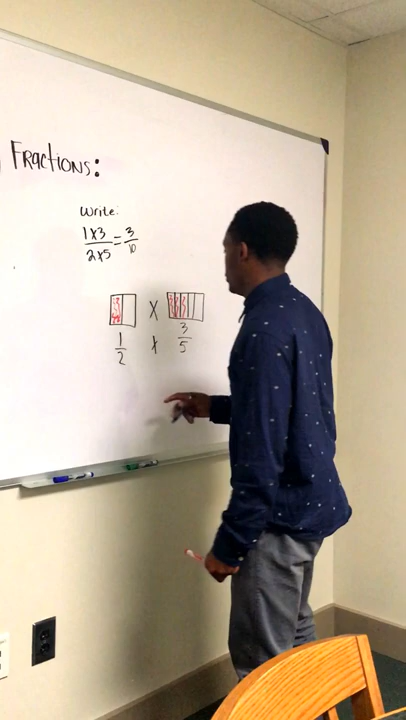 Fractions:
Write:
1x3/2x5 = 3/10
x
1/2 x 3/5